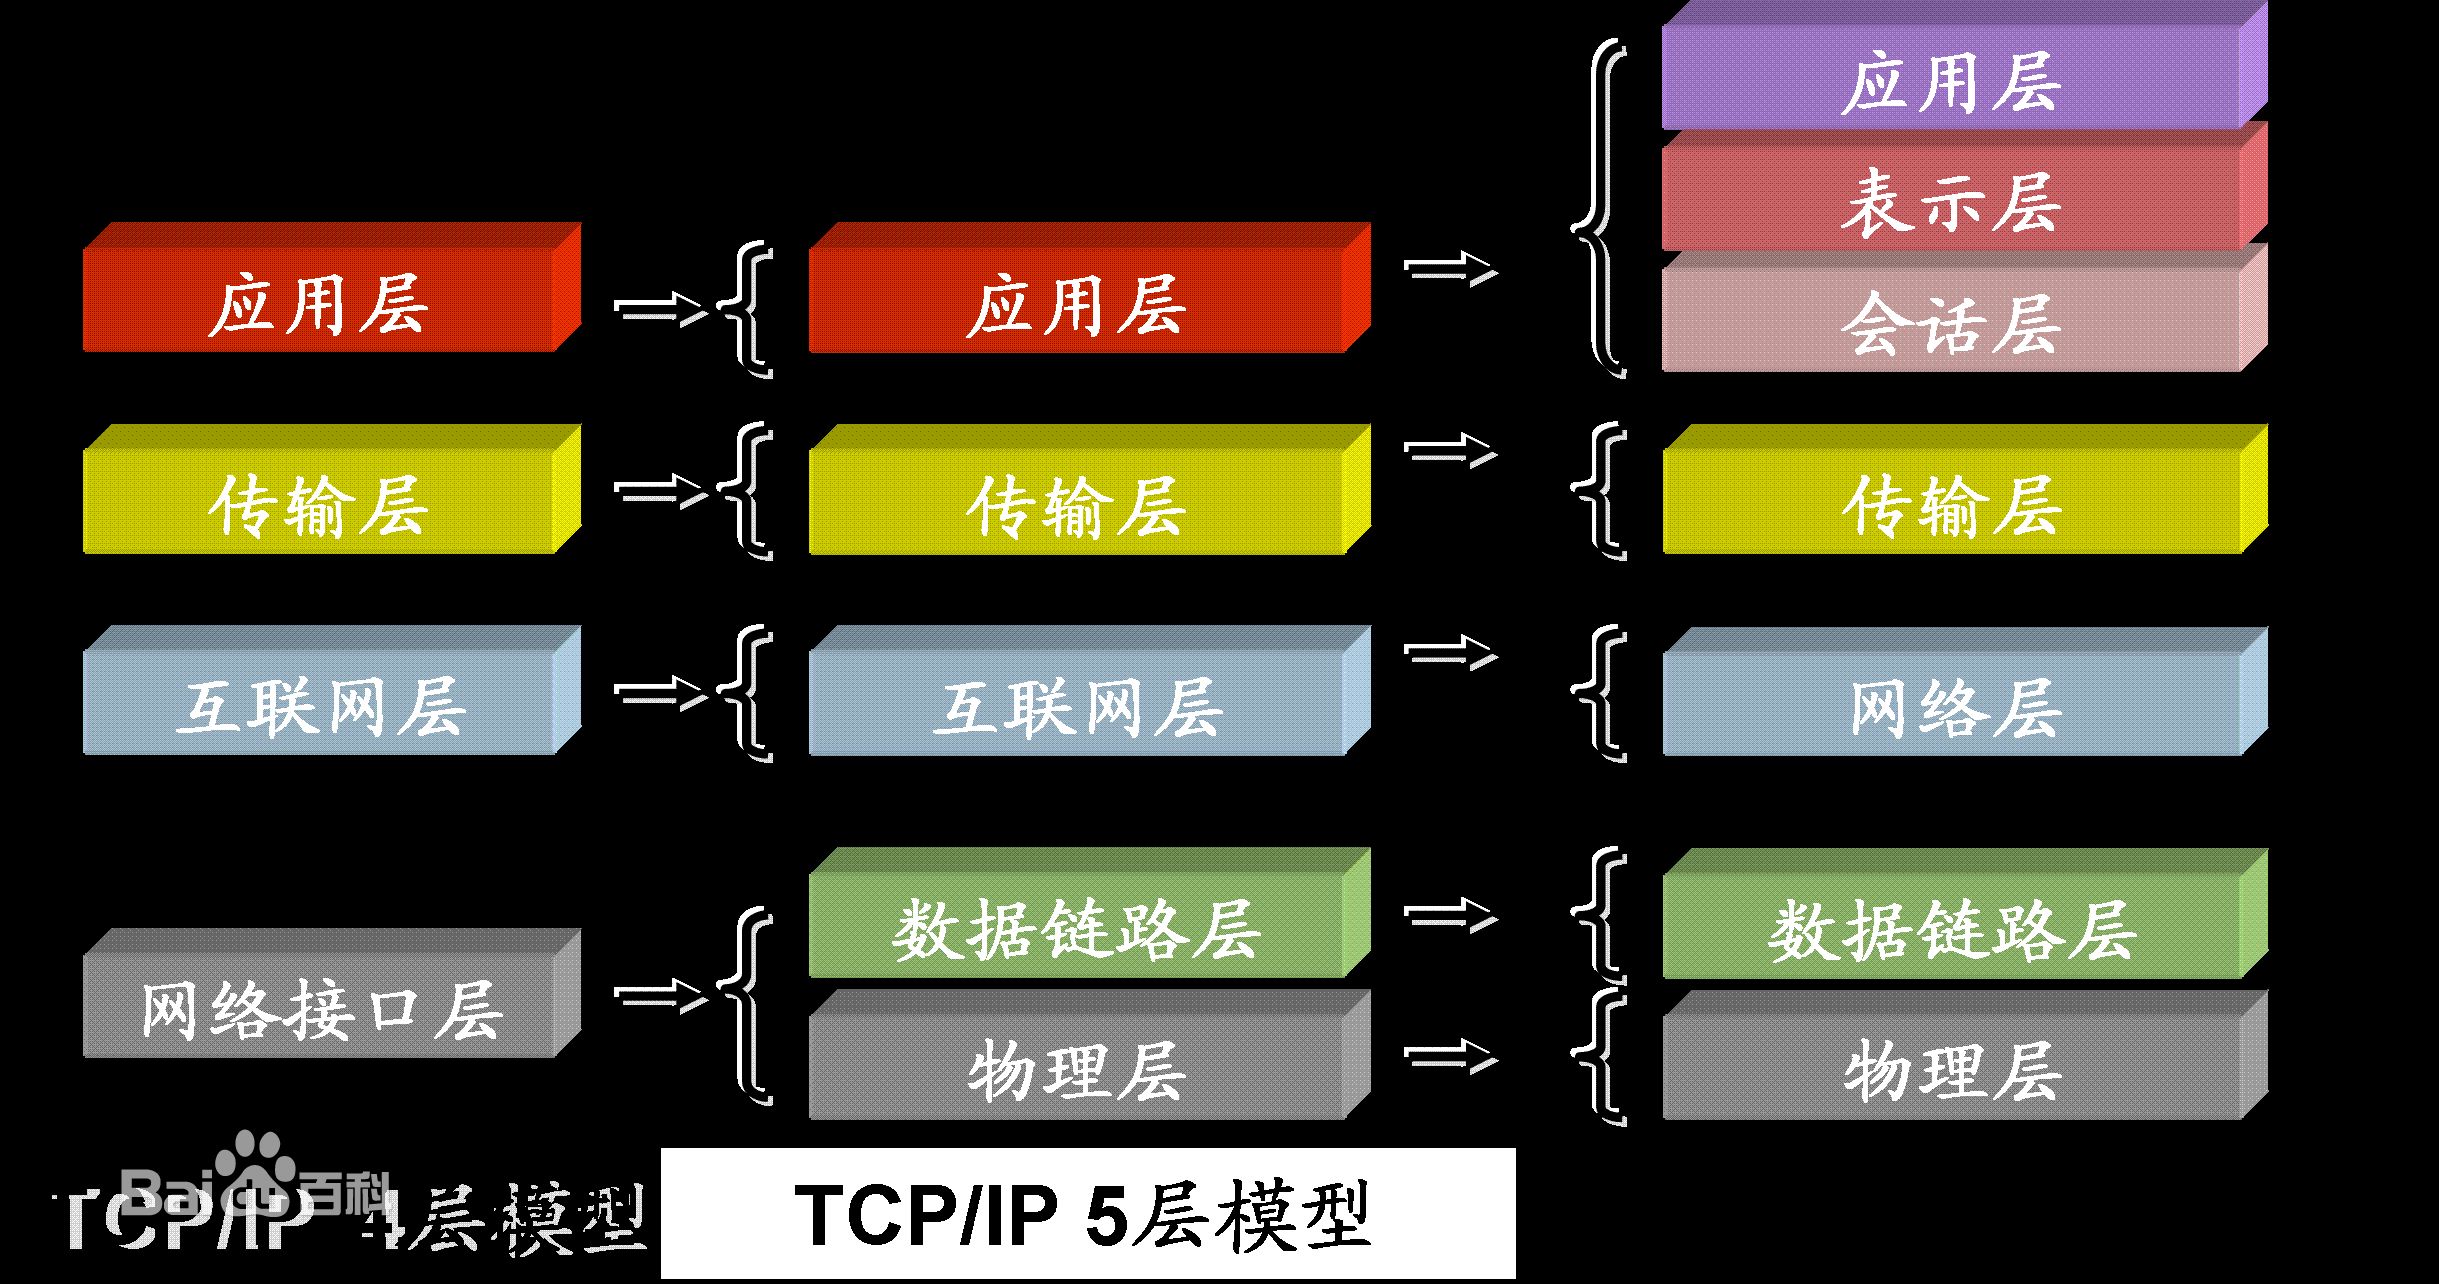 应用层
表示层
会话层
应用层
应用层
传输层
传输层
传输层
互联网层
互联网层
网络层
数据链路层
数据链路层
网络接口层
物理层
物理层
Bai du 百科
TCP/IP 4层模型
TCP/IP 5层模型